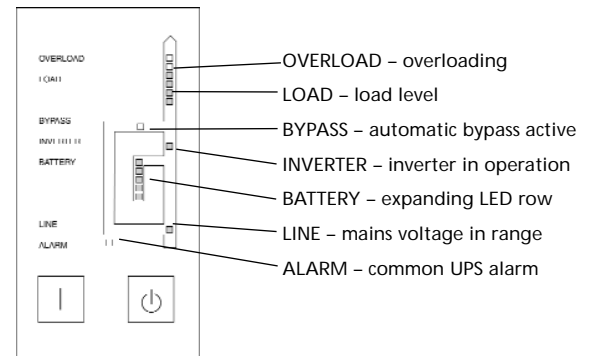 OVERLOAD
OVERLOAD – overloading
LOAD
LOAD – load level
BYPASS
BYPASS – automatic bypass active
INVERTER
INVERTER – inverter in operation
BATTERY
BATTERY – expanding LED row
LINE
LINE – mains voltage in range
ALARM
ALARM – common UPS alarm